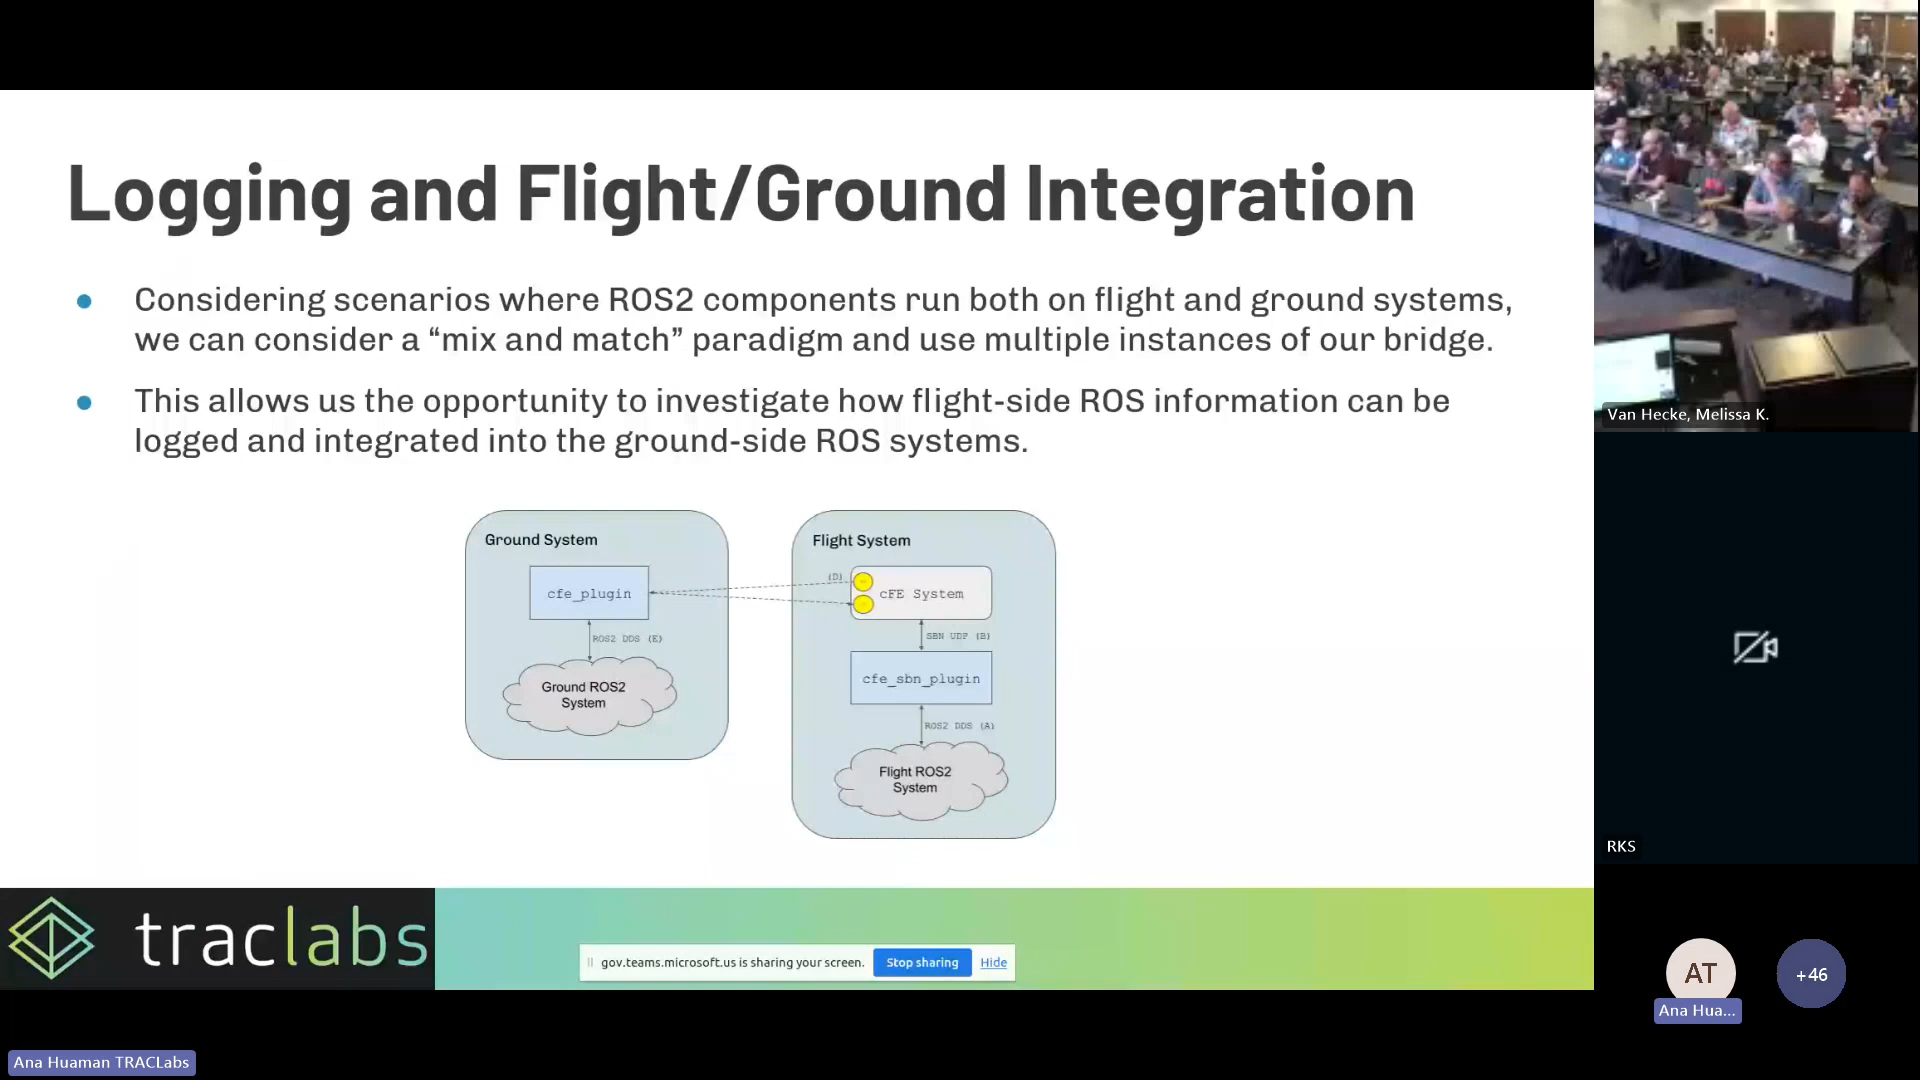 Logging and Flight/Ground Integration
Considering scenarios where ROS2 components run both on flight and ground systems,
we can consider a “mix and match” paradigm and use multiple instances of our bridge.
This allows us the opportunity to investigate how flight-side ROS information can be
logged and integrated into the ground-side ROS systems.
Ground System
cfe_plugin
ROS2 DDS (E)
Ground ROS2
System
Flight System
(D)
cFE System
SBN UDP (B)
cfe_sbn_plugin
ROS2 DDS (A)
Flight ROS2
System
traclabs
gov.teams.microsoft.us is sharing your screen.
Stop sharing
Hide
Van Hecke, Melissa K.
RKS
AT
+46
Ana Hua...
Ana Huaman TRACLabs